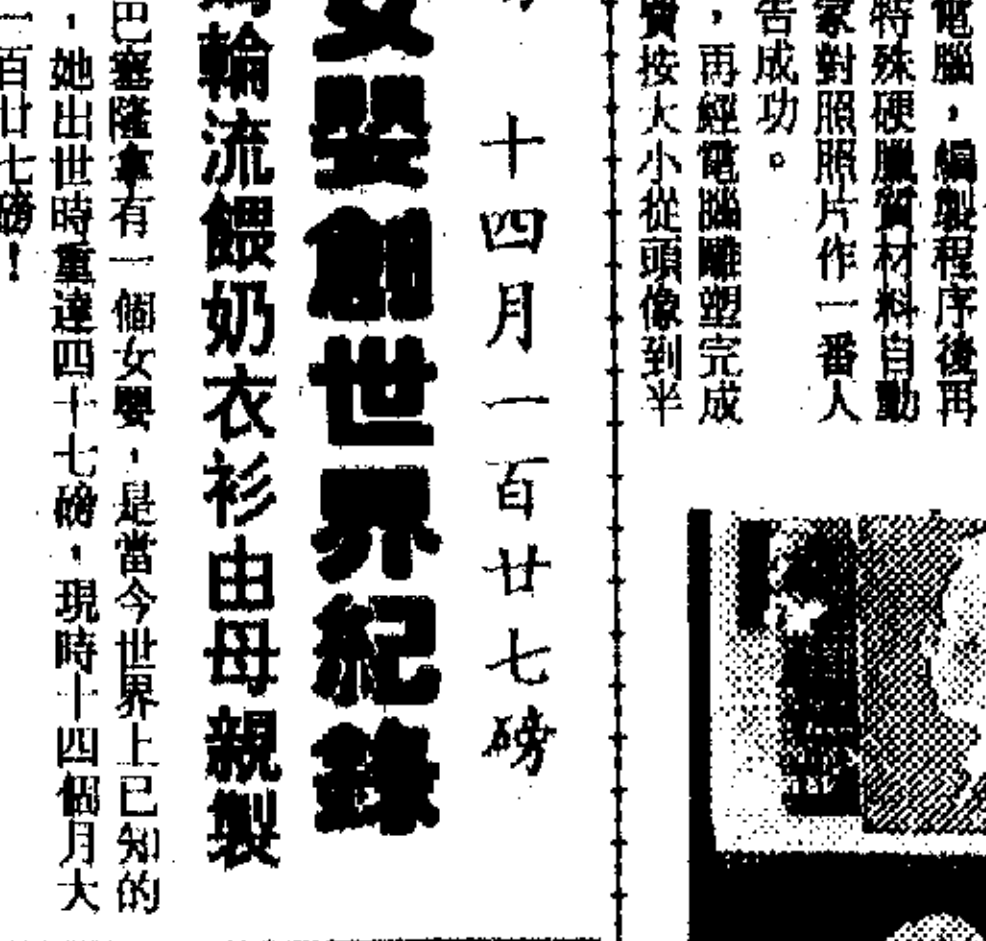 電腦，編製程序後再
特殊硬臘質材料自動
家對照照片作一番人
告成功。
，再經電腦雕塑完成
費按大小從頭像到半
十四月一百廿七磅
女嬰創世界紀錄
輪流餵奶衣衫由母親製
巴塞隆拿有一個女嬰，是當今世界上已知的
，她出世時重達四十七磅，現時十四個月大
一百廿七磅！